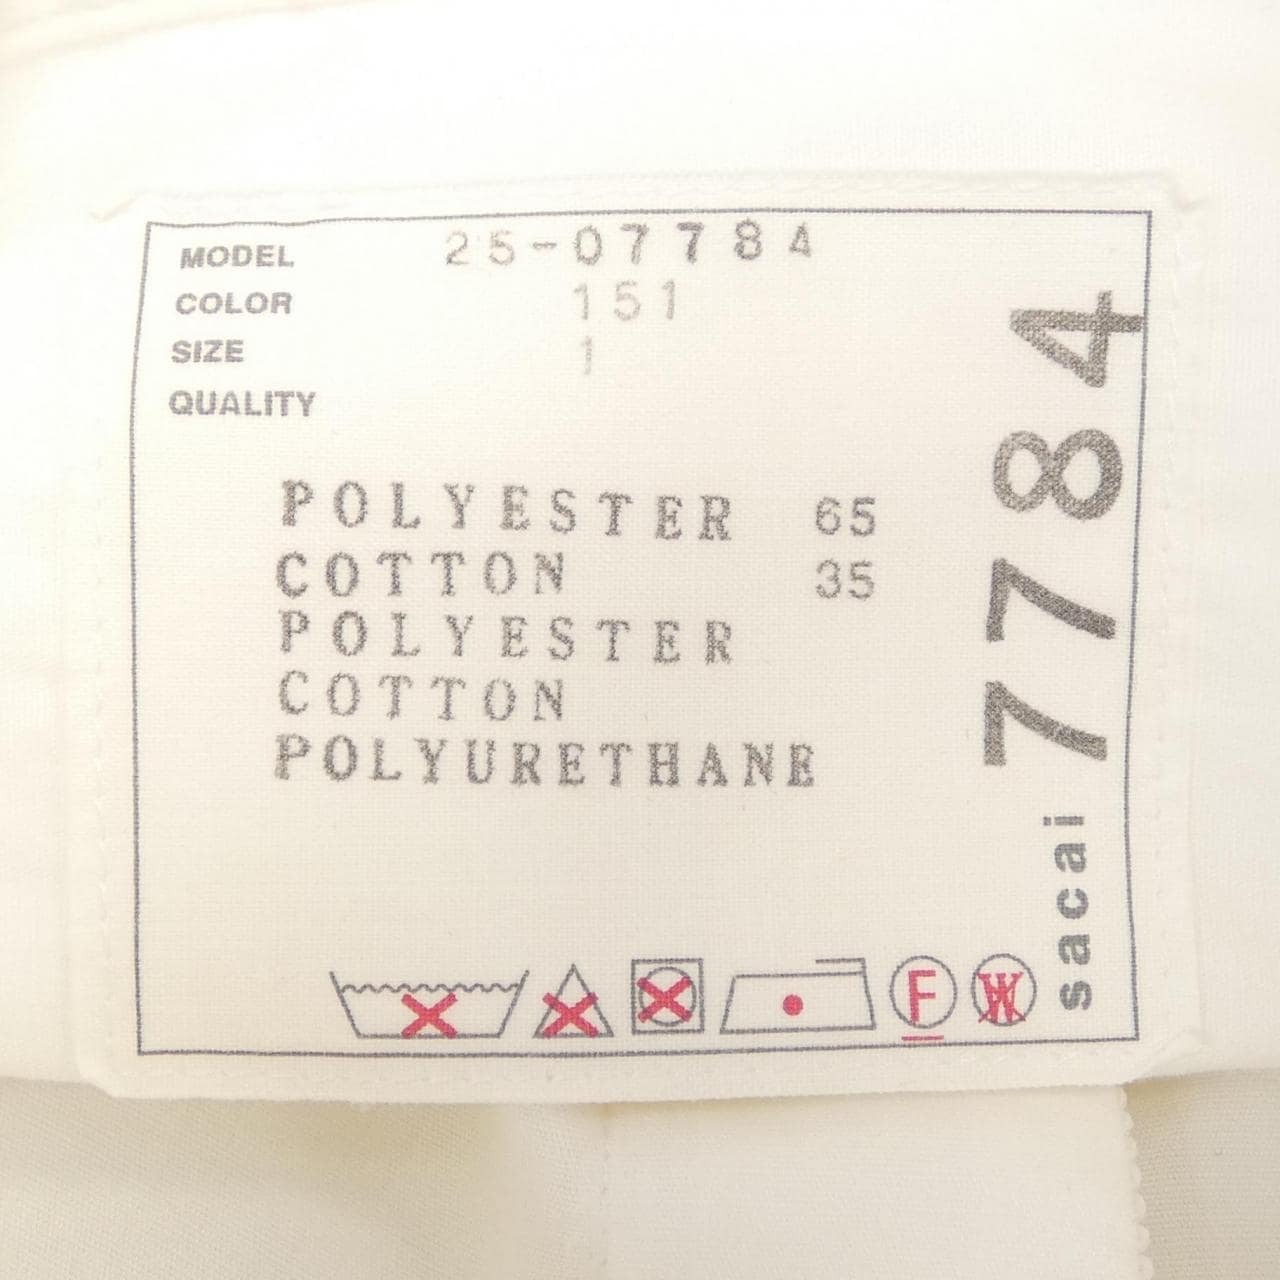 MODEL 25-07784
COLOR 151
SIZE 1
QUALITY
POLYESTER 65
COTTON 35
POLYESTER
COTTON
POLYURETHANE
F W
sacai 7784